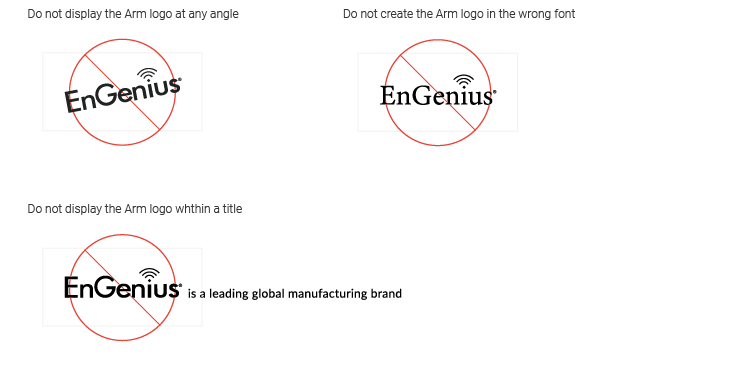 Do not display the Arm logo at any angle
Do not create the Arm logo in the wrong font
EnGenius®
EnGenius®
Do not display the Arm logo whthin a title
EnGenius® is a leading global manufacturing brand